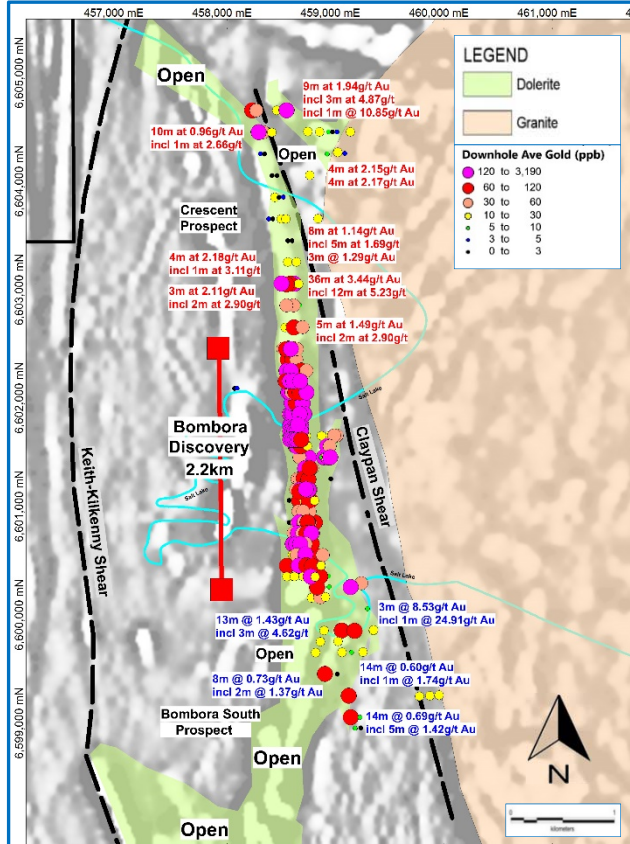 457,000 mE
458,000 mE
459,000 mE
460,000 mE
461,000 mE
6,605,000 mN
6,604,000 mN
6,603,000 mN
6,602,000 mN
6,601,000 mN
6,600,000 mN
6,599,000 mN
LEGEND
Dolerite
Granite
Downhole Ave Gold (ppb)
120 to 3,190
60 to 120
30 to 60
10 to 30
5 to 10
3 to 5
0 to 3
Open
9m at 1.94g/t Au
incl 3m at 4.87g/t
incl 1m @ 10.85g/t Au
10m at 0.96g/t Au
incl 1m at 2.66g/t
Open
4m at 2.15g/t Au
4m at 2.17g/t Au
Crescent
Prospect
8m at 1.14g/t Au
incl 5m at 1.69g/t
3m @ 1.29g/t Au
4m at 2.18g/t Au
incl 1m at 3.11g/t
36m at 3.44g/t Au
incl 12m at 5.23g/t
3m at 2.11g/t Au
incl 2m at 2.90g/t
5m at 1.49g/t Au
incl 2m at 2.90g/t
Salt Lake
Bombora
Discovery
2.2km
Keith-Kilkenny Shear
Claypan Shear
Salt Lake
Salt Lake
3m @ 8.53g/t Au
incl 1m @ 24.91g/t Au
13m @ 1.43g/t Au
incl 3m @ 4.62g/t
Open
14m @ 0.60g/t Au
incl 1m @ 1.74g/t Au
8m @ 0.73g/t Au
incl 2m @ 1.37g/t Au
Bombora South
Prospect
14m @ 0.69g/t Au
incl 5m @ 1.42g/t Au
Open
Open
N
0
1
kilometers